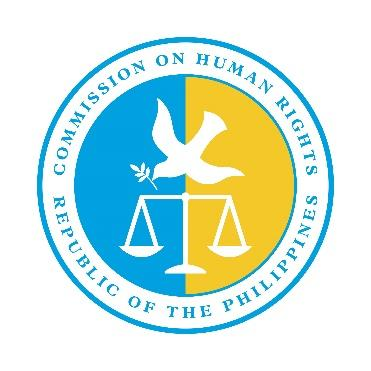 COMMISSION ON HUMAN RIGHTS
REPUBLIC OF THE PHILIPPINES